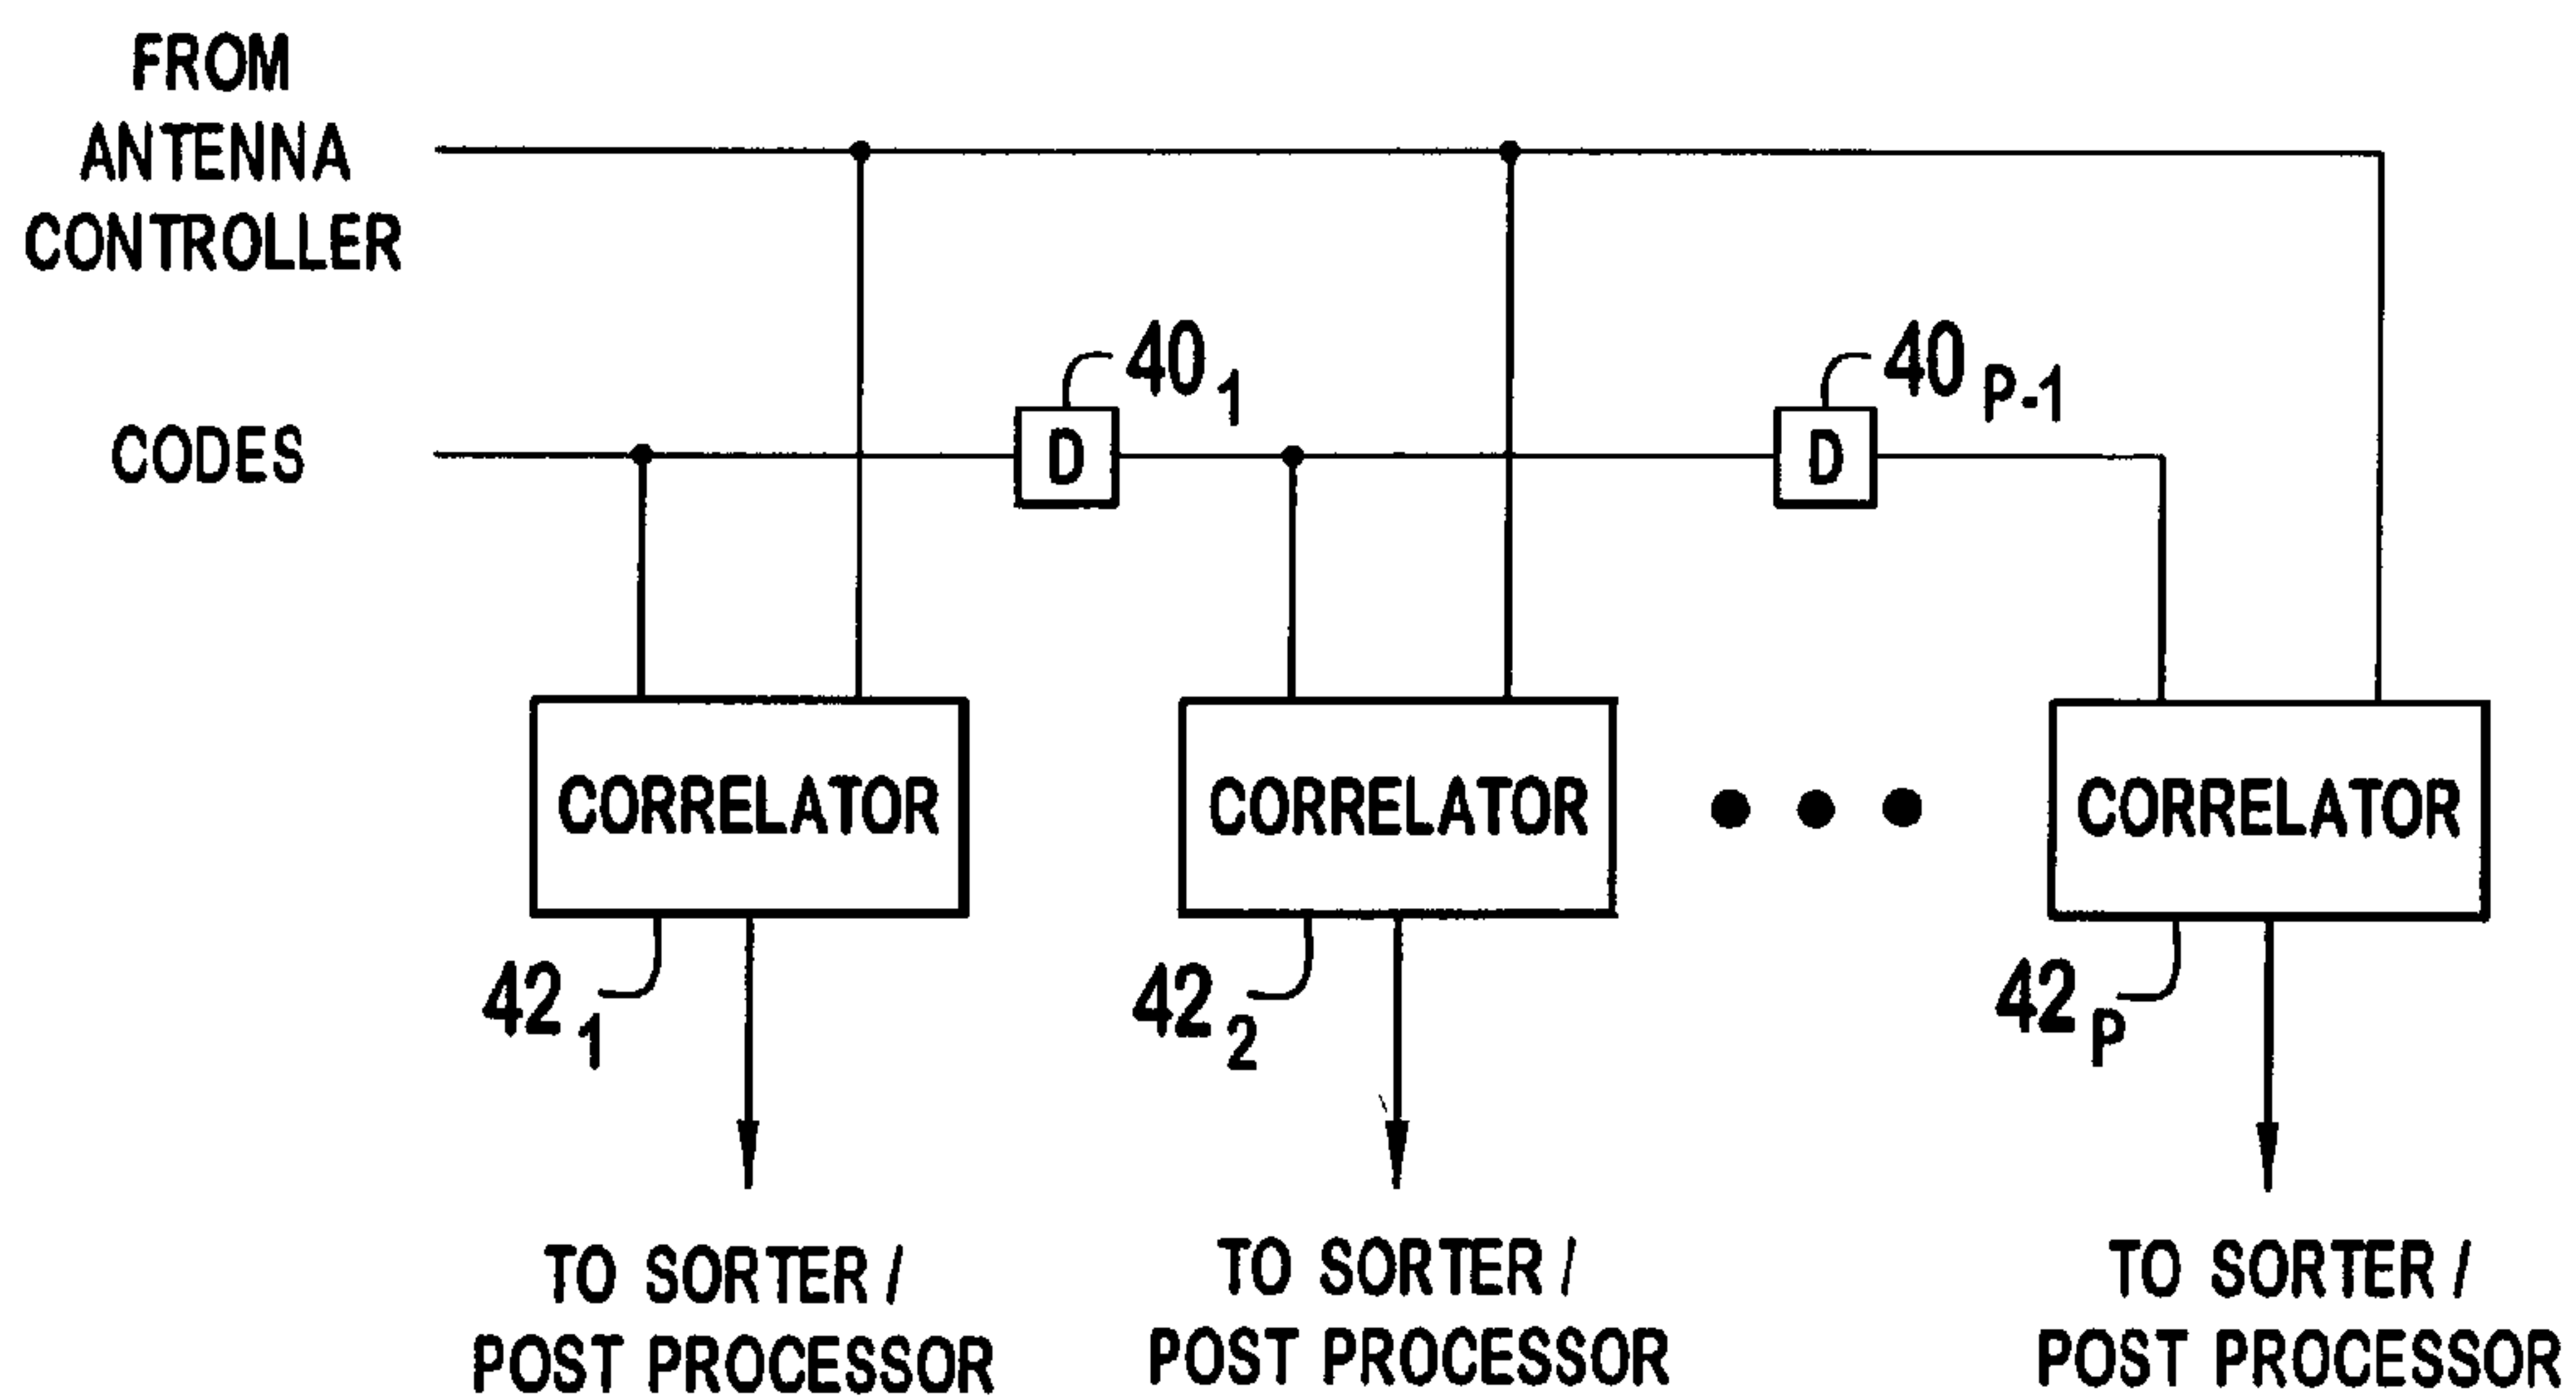 FROM
ANTENNA
CONTROLLER
CODES
D
40 1
D
40 P-1
CORRELATOR
CORRELATOR
CORRELATOR
42 1
42 2
42 P
TO SORTER /
POST PROCESSOR
TO SORTER /
POST PROCESSOR
TO SORTER /
POST PROCESSOR